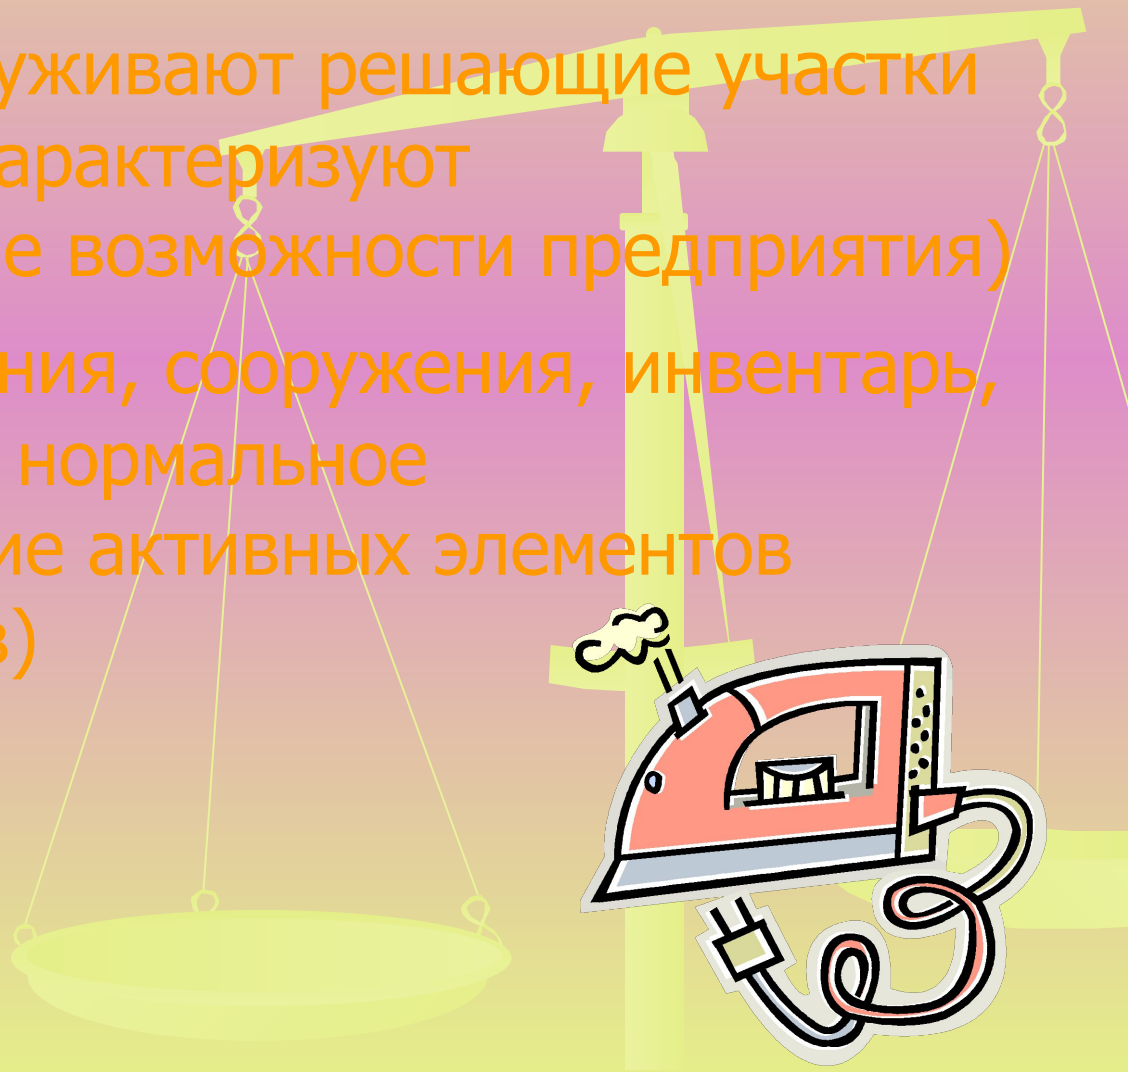 уживают решающие участки
арактеризуют
е возможности предприятия)
ния, сооружения, инвентарь,
нормальное
ие активных элементов
в)